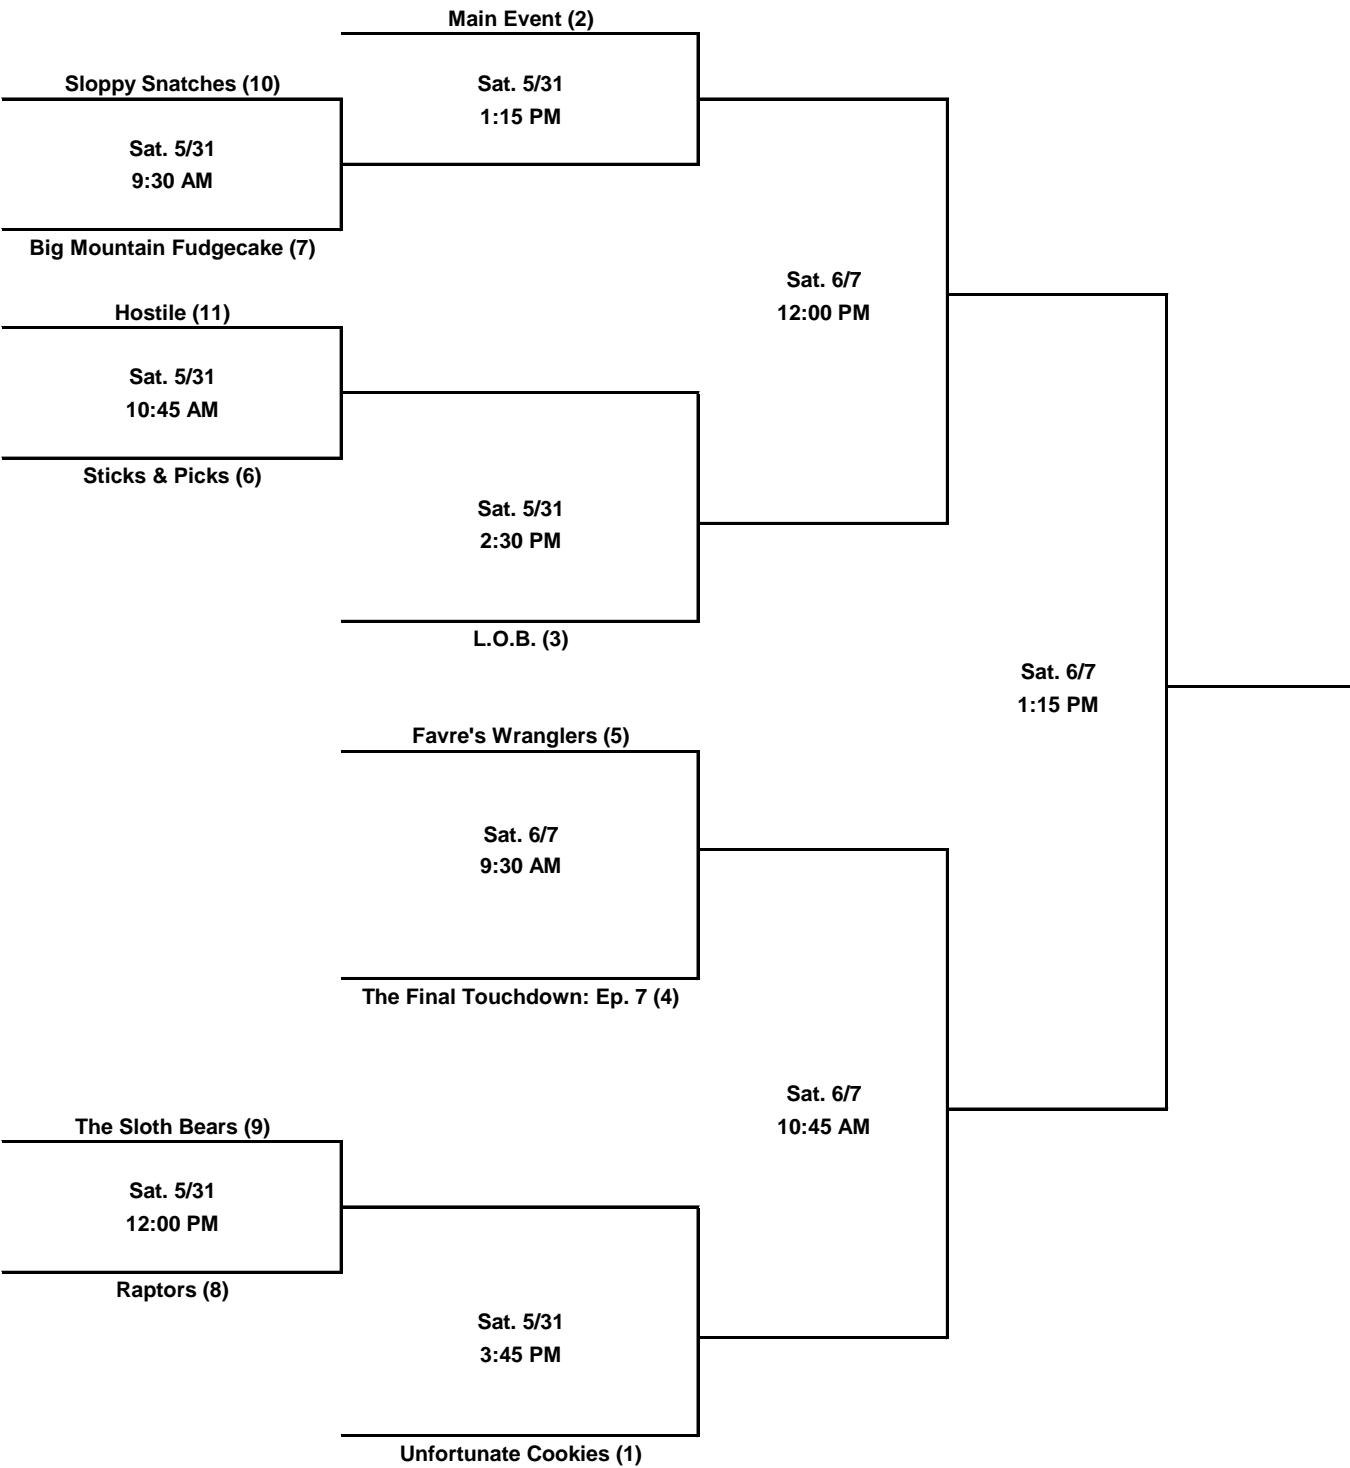 Main Event (2)
Sloppy Snatches (10)
Sat. 5/31
1:15 PM
Sat. 5/31
9:30 AM
Big Mountain Fudgecake (7)
Sat. 6/7
12:00 PM
Hostile (11)
Sat. 5/31
10:45 AM
Sticks & Picks (6)
Sat. 5/31
2:30 PM
L.O.B. (3)
Sat. 6/7
1:15 PM
Favre's Wranglers (5)
Sat. 6/7
9:30 AM
The Final Touchdown: Ep. 7 (4)
Sat. 6/7
10:45 AM
The Sloth Bears (9)
Sat. 5/31
12:00 PM
Raptors (8)
Sat. 5/31
3:45 PM
Unfortunate Cookies (1)